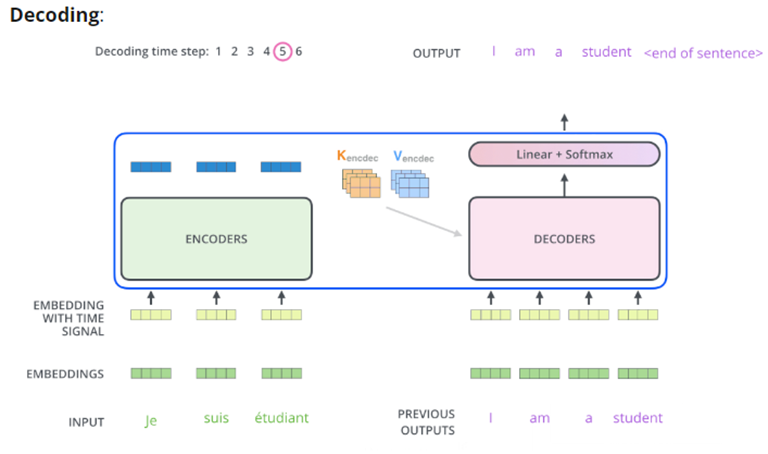 Decoding:
Decoding time step: 1 2 3 4 5 6
OUTPUT I am a student <end of sentence>
Kencdec Vencdec
Linear + Softmax
ENCODERS
DECODERS
EMBEDDING
WITH TIME
SIGNAL
EMBEDDINGS
INPUT Je suis étudiant
PREVIOUS
OUTPUTS
I am a student